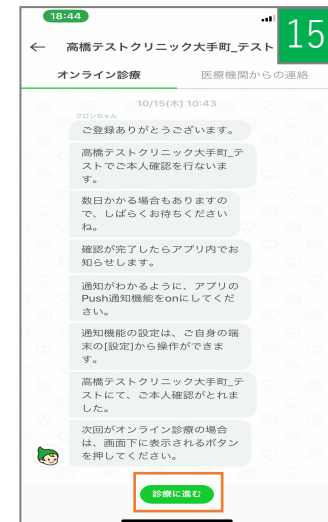 18:44
15
← 高橋テストクリニック大手町_テスト
オンライン診療
医療機関からの連絡
10/15(木) 10:43
クロンちゃん
ご登録ありがとうございます。
高橋テストクリニック大手町_テ
ストでご本人確認を行ないま
す。
数日かかる場合もありますの
で、しばらくお待ちください
ね。
確認が完了したらアプリ内でお
知らせします。
通知がわかるように、アプリの
Push通知機能をonにしてくだ
さい。
通知機能の設定は、ご自身の端
末の[設定]から操作ができま
す。
高橋テストクリニック大手町_テ
ストにて、ご本人確認がとれま
した。
次回がオンライン診療の場合
は、画面下に表示されるボタン
を押してください。
診療に進む